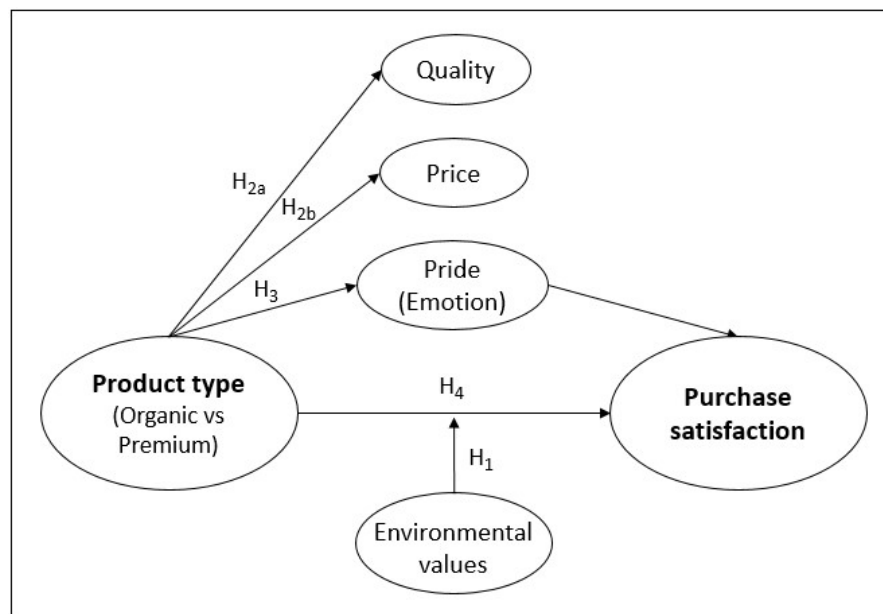 Quality
H2a
Price
H2b
Pride
(Emotion)
H3
Product type
(Organic vs
Premium)
H4
Purchase
satisfaction
H1
Environmental
values